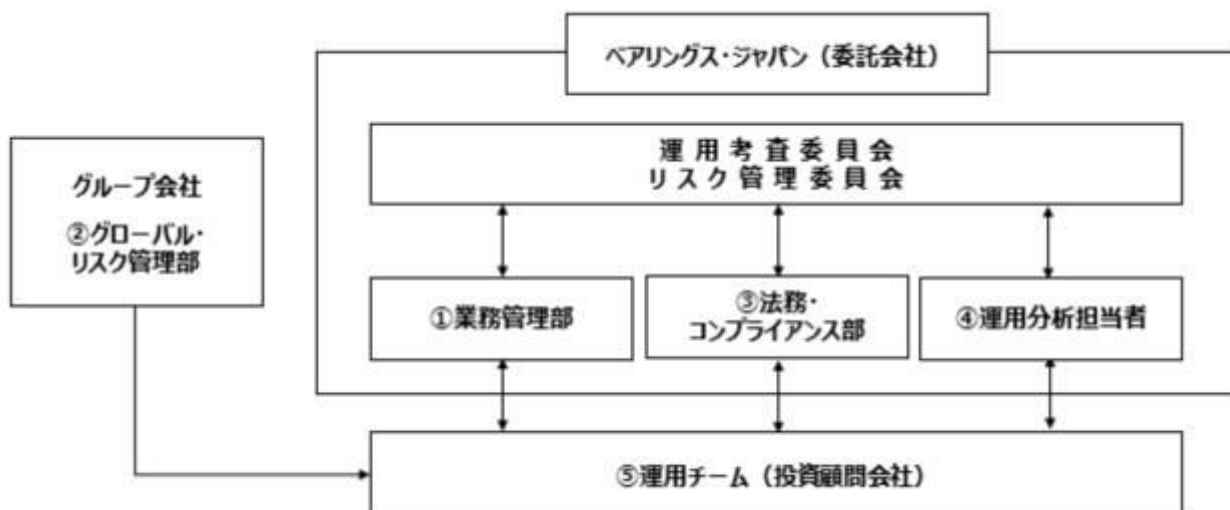 ベアリングス・ジャパン（委託会社）
運用考査委員会
リスク管理委員会
グループ会社
②グローバル・
リスク管理部
①業務管理部
③法務・
コンプライアンス部
④運用分析担当者
⑤運用チーム（投資顧問会社）